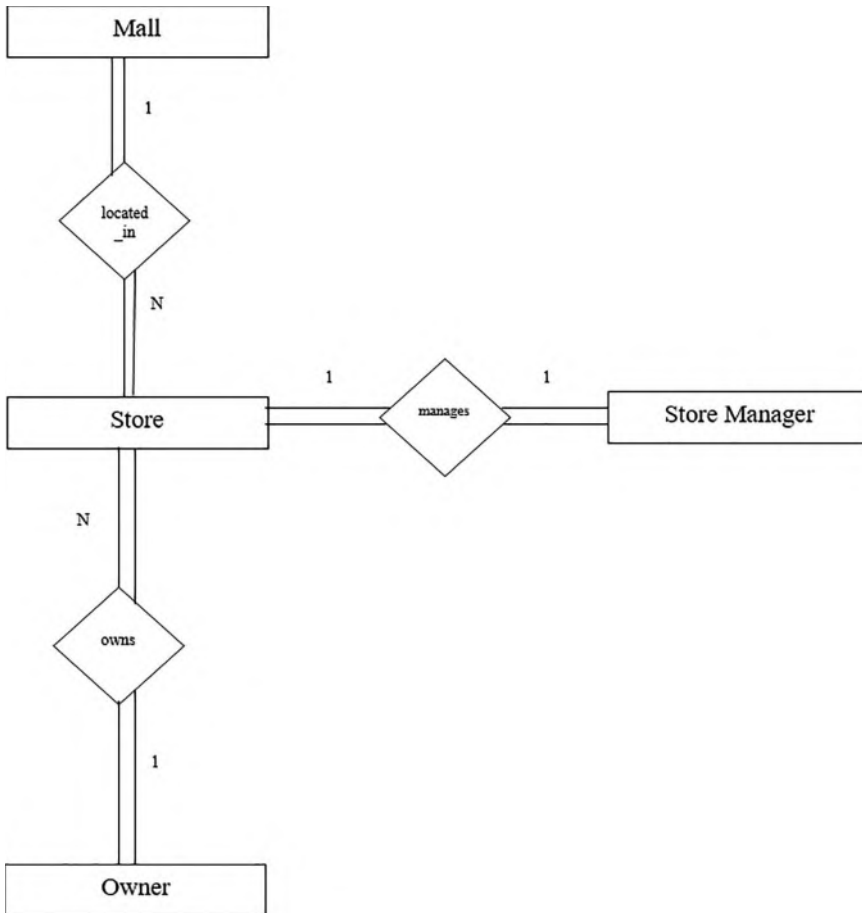 Mall
1
located
_in
N
1
1
Store
manages
Store Manager
N
owns
1
Owner